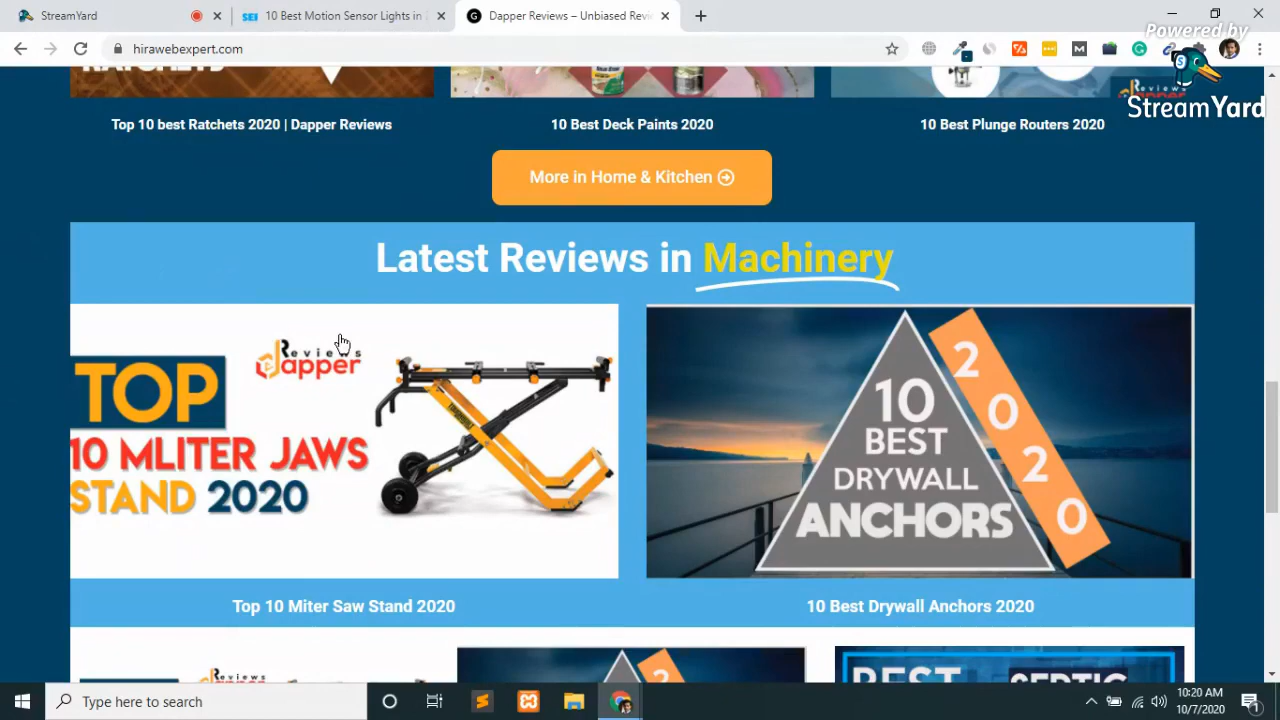 StreamYard
10 Best Motion Sensor Lights in
Dapper Reviews – Unbiased Revi
Powered by
StreamYard
hirawebexpert.com
Top 10 best Ratchets 2020 | Dapper Reviews
10 Best Deck Paints 2020
10 Best Plunge Routers 2020
More in Home & Kitchen
Latest Reviews in Machinery
Reviews
Dapper
TOP
10 MLITER JAWS
STAND 2020
10
BEST
DRYWALL
ANCHORS
2020
Top 10 Miter Saw Stand 2020
10 Best Drywall Anchors 2020
BEST
SEPTIC
Type here to search
10:20 AM
10/7/2020